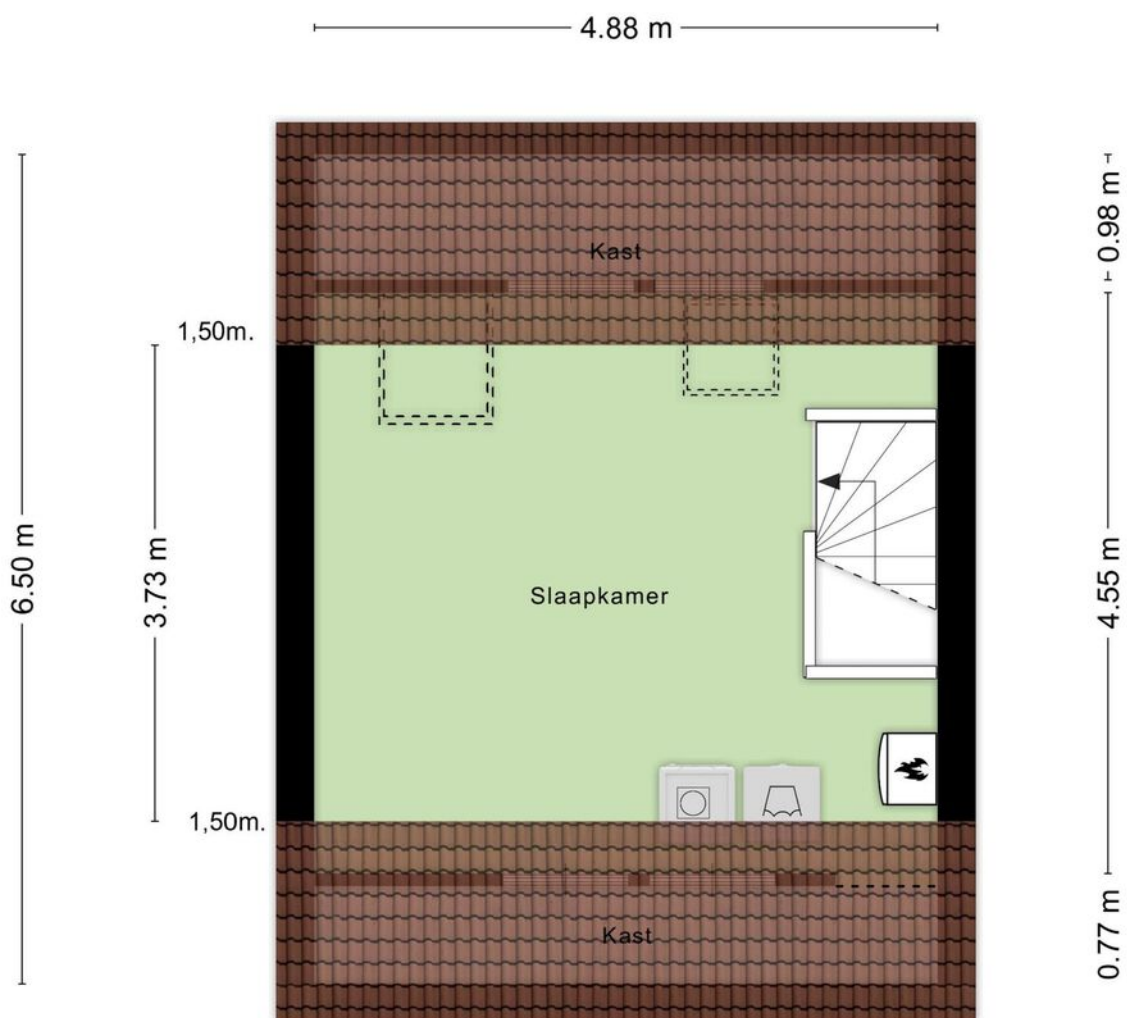 4.88 m
Kast
0.98 m
1,50m.
6.50 m
3.73 m
Slaapkamer
4.55 m
1,50m.
Kast
0.77 m